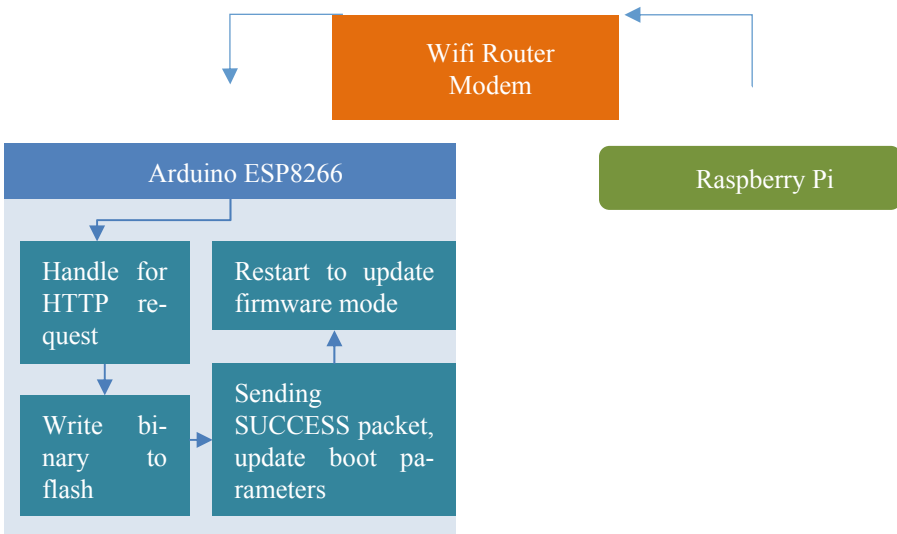 Wifi Router
Modem
Arduino ESP8266
Raspberry Pi
Handle for
HTTP re-
quest
Restart to update
firmware mode
Write bi-
nary to
flash
Sending
SUCCESS packet,
update boot pa-
rameters